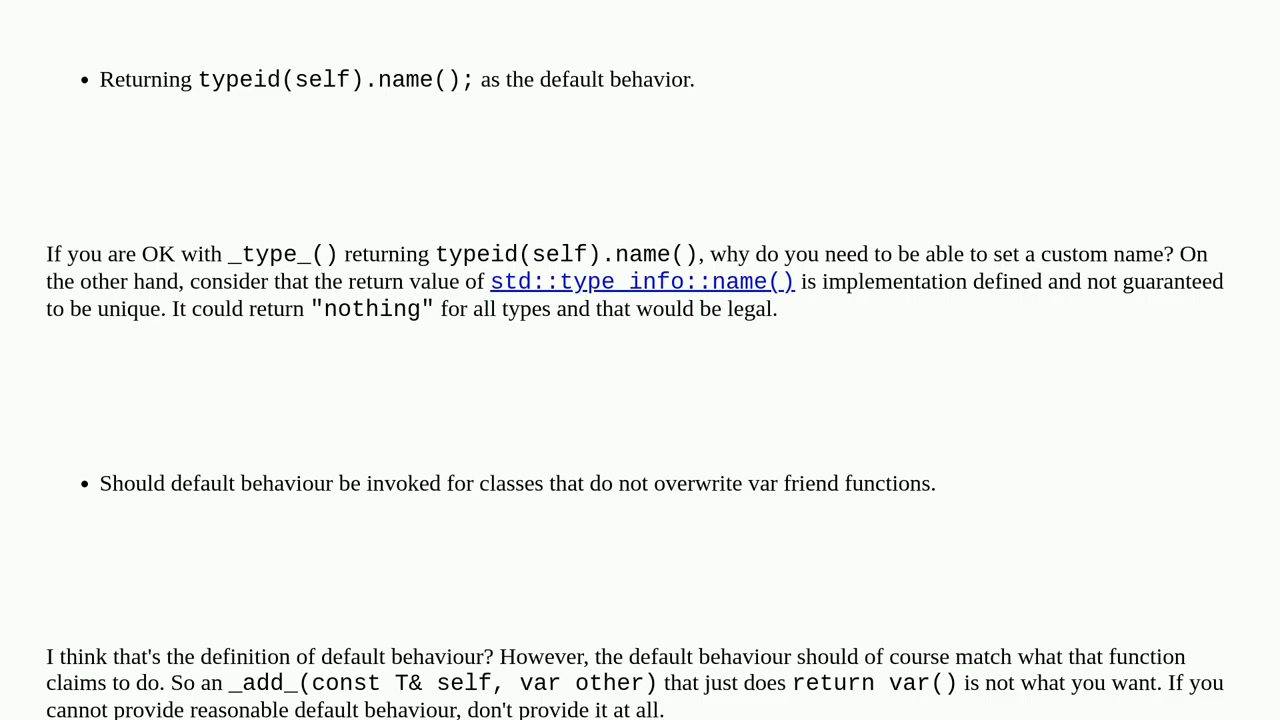 • Returning typeid(self).name(); as the default behavior.
If you are OK with _type_() returning typeid(self).name(), why do you need to be able to set a custom name? On
the other hand, consider that the return value of std::type_info::name() is implementation defined and not guaranteed
to be unique. It could return "nothing" for all types and that would be legal.
• Should default behaviour be invoked for classes that do not overwrite var friend functions.
I think that's the definition of default behaviour? However, the default behaviour should of course match what that function
claims to do. So an _add_(const T& self, var other) that just does return var() is not what you want. If you
cannot provide reasonable default behaviour, don't provide it at all.